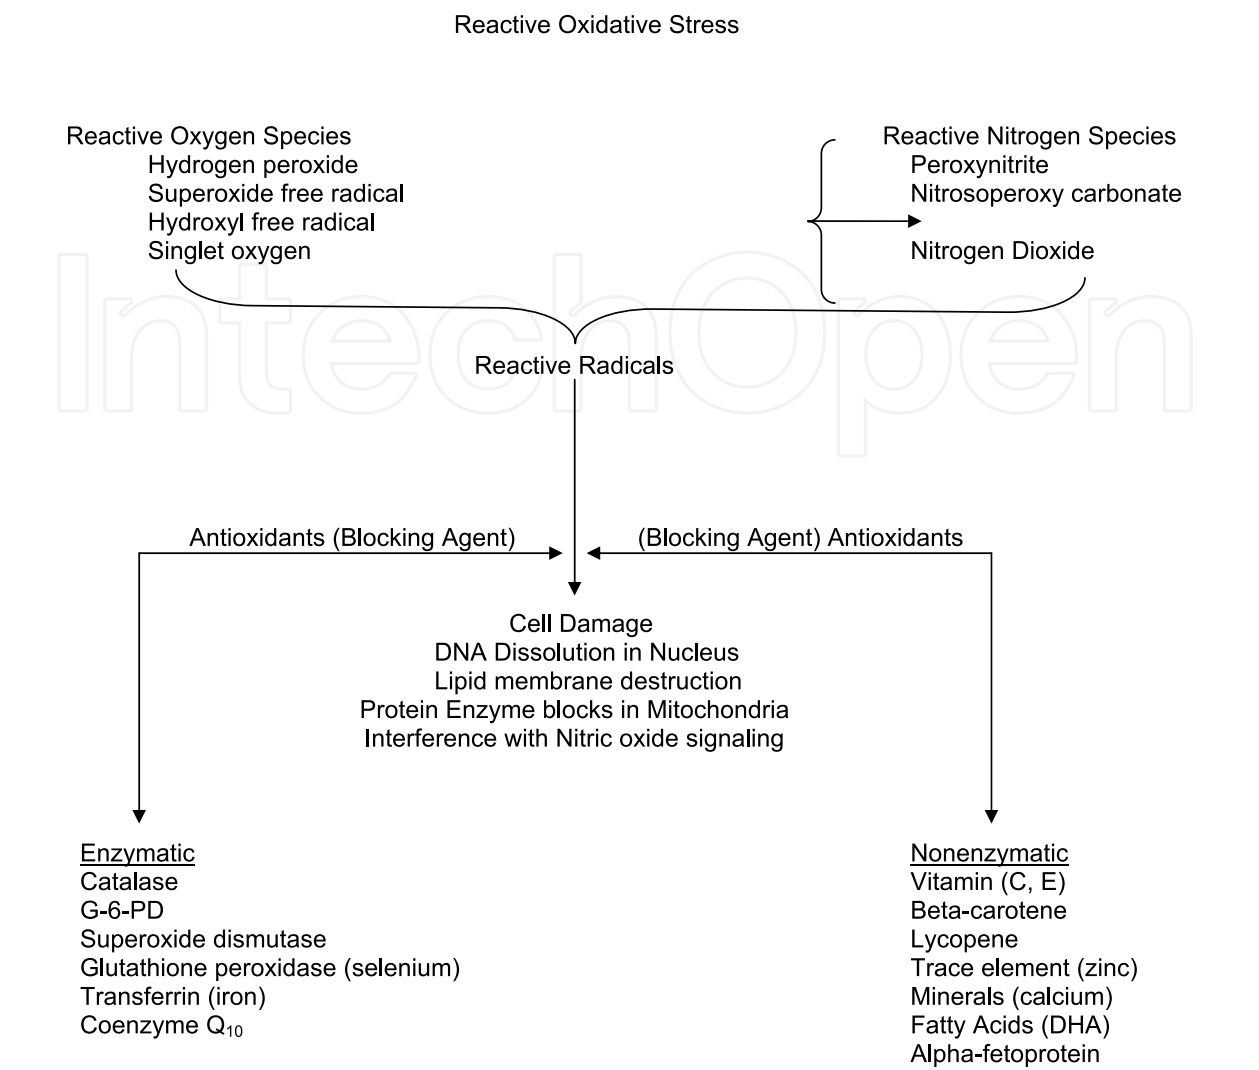 Reactive Oxidative Stress
Reactive Oxygen Species
Hydrogen peroxide
Superoxide free radical
Hydroxyl free radical
Singlet oxygen
Reactive Nitrogen Species
Peroxynitrite
Nitrosoperoxy carbonate
Nitrogen Dioxide
IntechOpen
Reactive Radicals
Antioxidants (Blocking Agent)
(Blocking Agent) Antioxidants
Cell Damage
DNA Dissolution in Nucleus
Lipid membrane destruction
Protein Enzyme blocks in Mitochondria
Interference with Nitric oxide signaling
Enzymatic
Catalase
G-6-PD
Superoxide dismutase
Glutathione peroxidase (selenium)
Transferrin (iron)
Coenzyme Q₁₀
Nonenzymatic
Vitamin (C, E)
Beta-carotene
Lycopene
Trace element (zinc)
Minerals (calcium)
Fatty Acids (DHA)
Alpha-fetoprotein